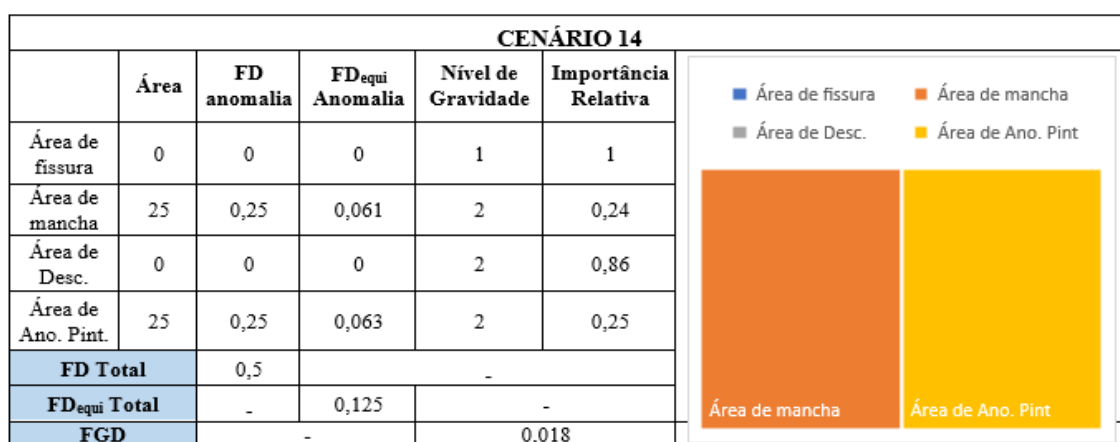 CENÁRIO 14
Área
FD
anomalia
FDequi
Anomalia
Nível de
Gravidade
Importância
Relativa
Área de
fissura
0
0
0
1
1
Área de
mancha
25
0,25
0,061
2
0,24
Área de
Desc.
0
0
0
2
0,86
Área de
Ano. Pint.
25
0,25
0,063
2
0,25
FD Total
0,5
-
FDequi Total
-
0,125
-
FGD
-
0,018
Área de fissura
Área de mancha
Área de Desc.
Área de Ano. Pint
Área de mancha
Área de Ano. Pint